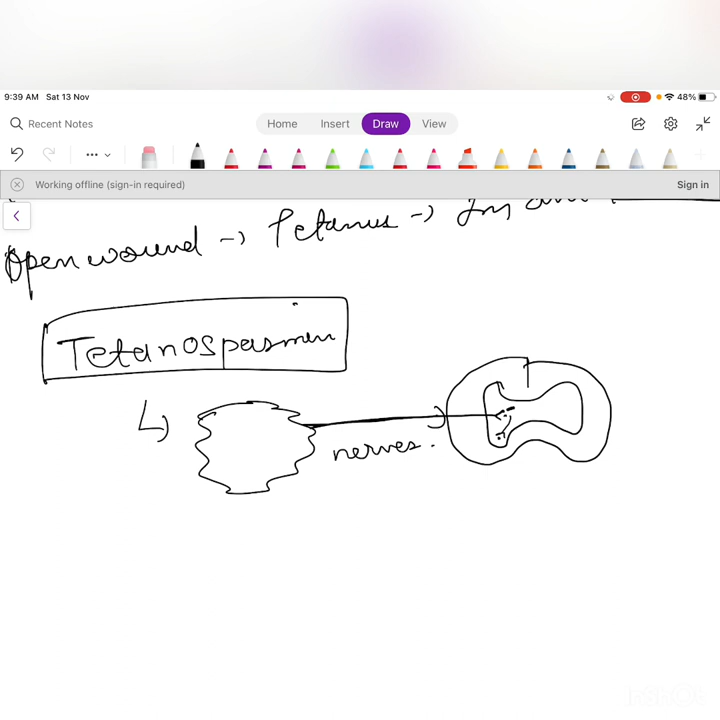 9:39 AM Sat 13 Nov
48%
Recent Notes
Home Insert Draw View
Working offline (sign-in required)
Sign in
Open wound -> Tetanus ->
Tetanospasmin
nerves.
InShOt